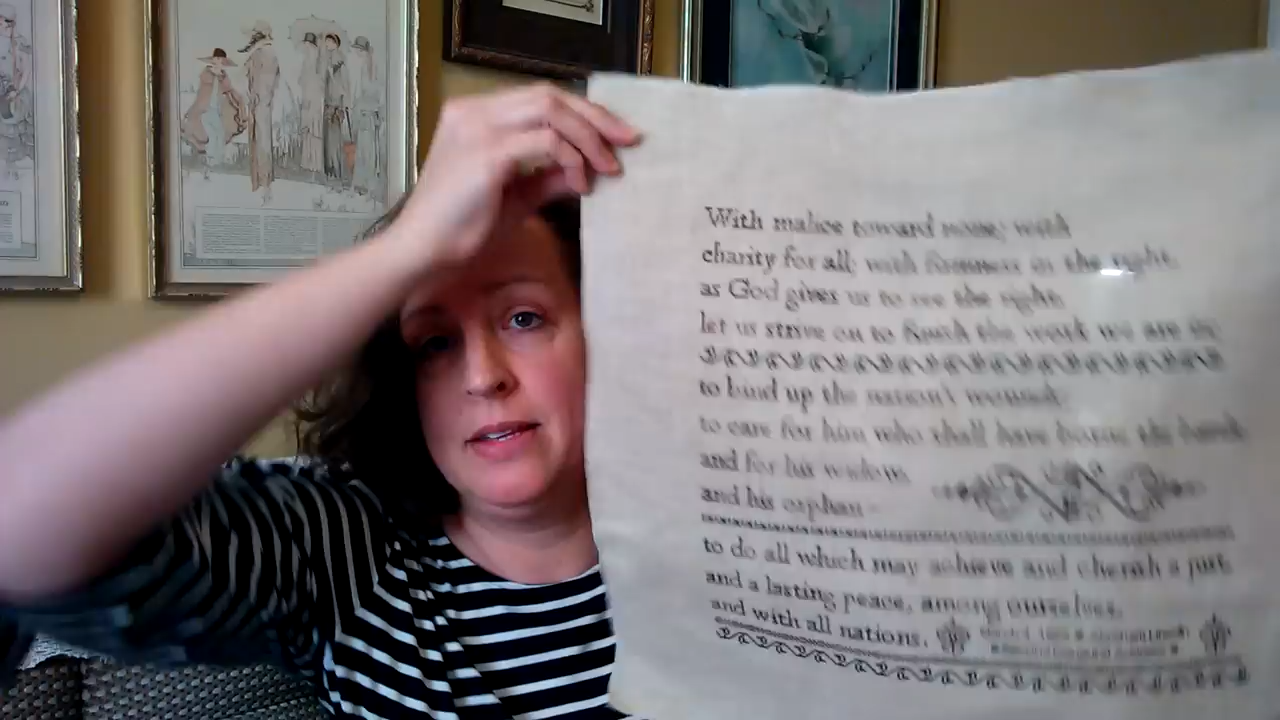 With malice toward none; with
charity for all; with firmness in the right,
as God gives us to see the right,
let us strive on to finish the work we are in;
to bind up the nation's wounds;
to care for him who shall have borne the battle
and for his widow,
and his orphan -
to do all which may achieve and cherish a just
and a lasting peace, among ourselves,
and with all nations.